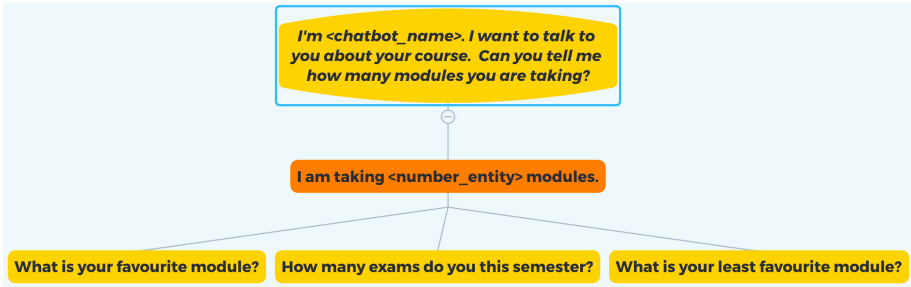 I'm <chatbot_name>. I want to talk to
you about your course. Can you tell me
how many modules you are taking?
I am taking <number_entity> modules.
What is your favourite module?
How many exams do you this semester?
What is your least favourite module?